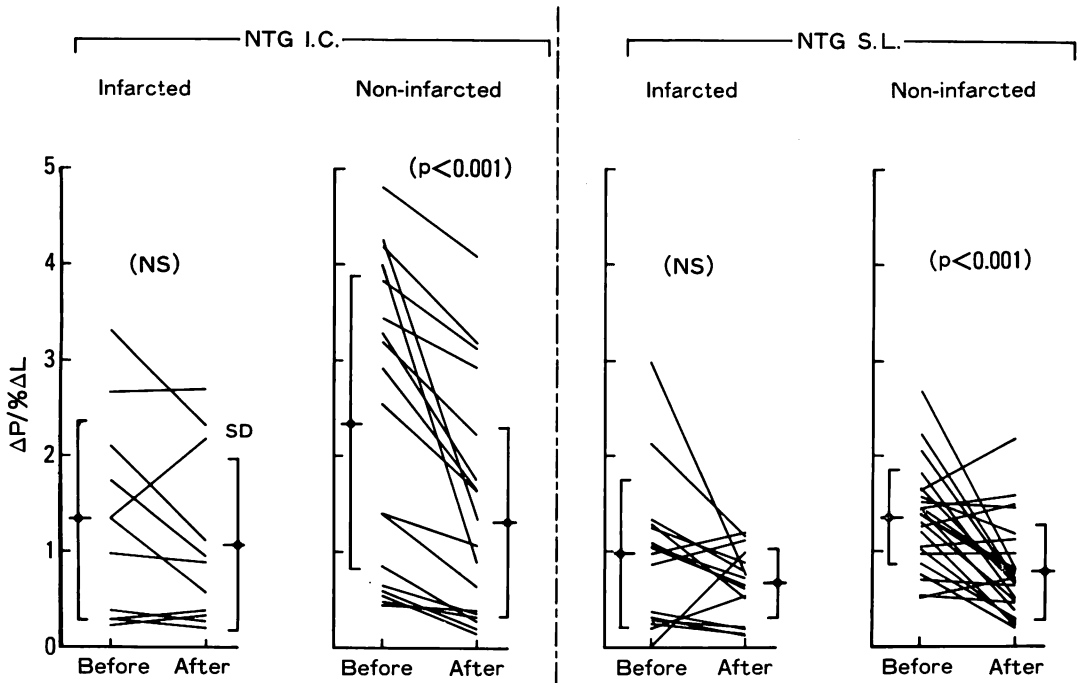 NTG I.C.
NTG S.L.
Infarcted
Non-infarcted
Infarcted
Non-infarcted
(p<0.001)
(NS)
(NS)
(p<0.001)
ΔP/%ΔL
5
4
3
2
1
0
SD
Before After
Before After
Before After
Before After